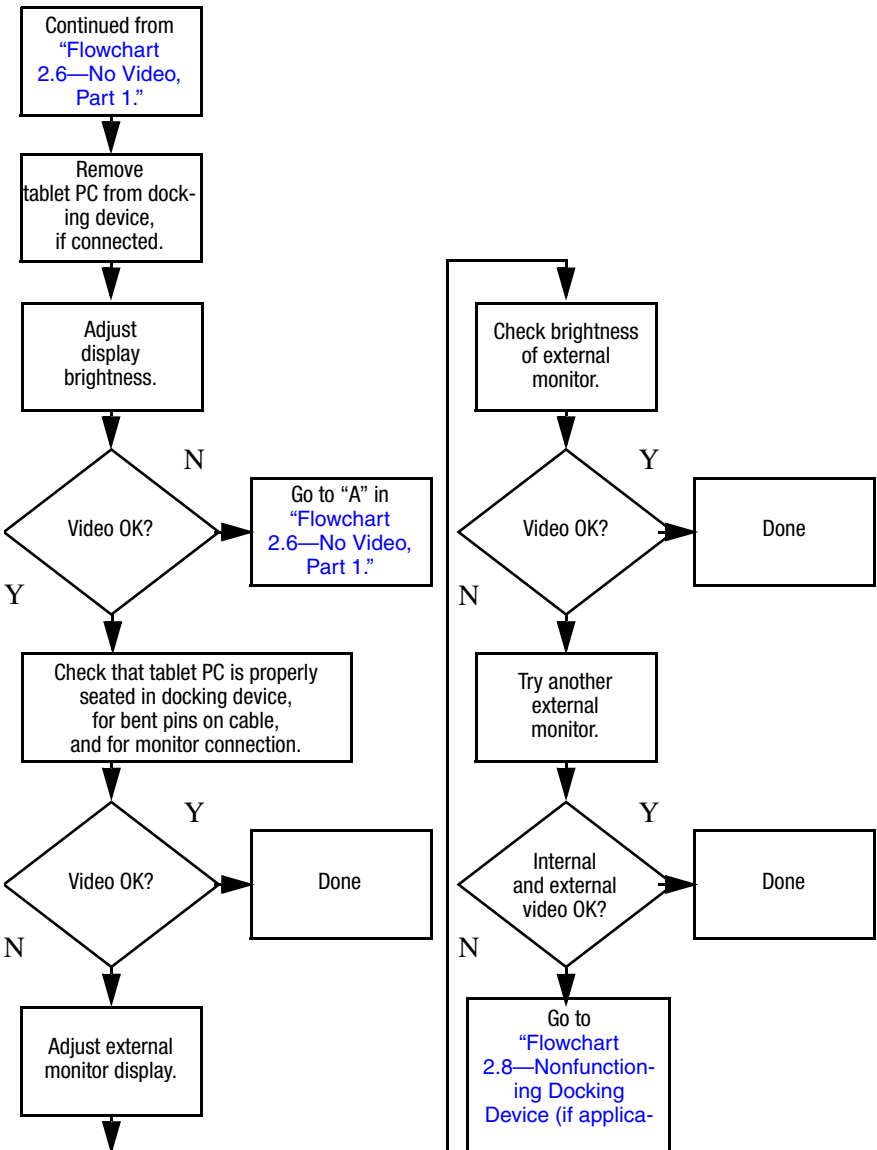 Continued from
“Flowchart
2.6—No Video,
Part 1.”
Remove
tablet PC from dock-
ing device,
if connected.
Adjust
display
brightness.
N
Video OK?
Go to “A” in
“Flowchart
2.6—No Video,
Part 1.”
Y
Check that tablet PC is properly
seated in docking device,
for bent pins on cable,
and for monitor connection.
Y
Video OK?
Done
N
Adjust external
monitor display.
Check brightness
of external
monitor.
Y
Video OK?
Done
N
Try another
external
monitor.
Y
Internal
and external
video OK?
Done
N
Go to
“Flowchart
2.8—Nonfunction-
ing Docking
Device (if applica-